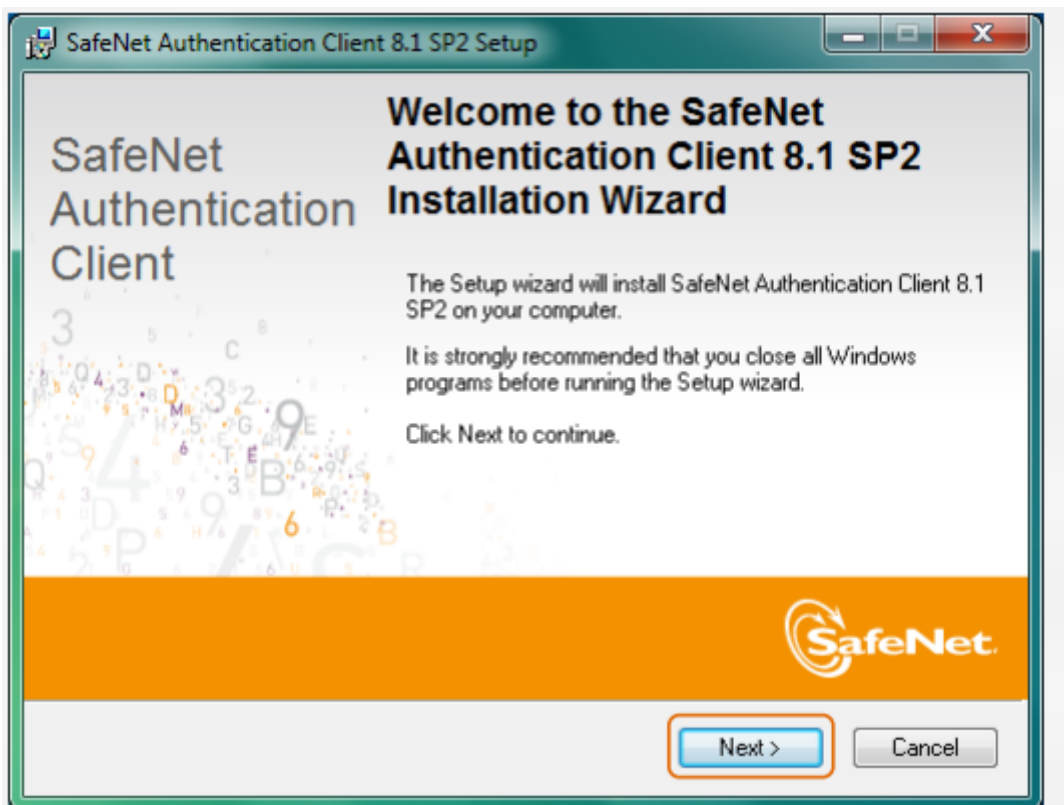 SafeNet Authentication Client 8.1 SP2 Setup
SafeNet
Authentication
Client
Welcome to the SafeNet
Authentication Client 8.1 SP2
Installation Wizard
The Setup wizard will install SafeNet Authentication Client 8.1
SP2 on your computer.
It is strongly recommended that you close all Windows
programs before running the Setup wizard.
Click Next to continue.
SafeNet.
Next >
Cancel